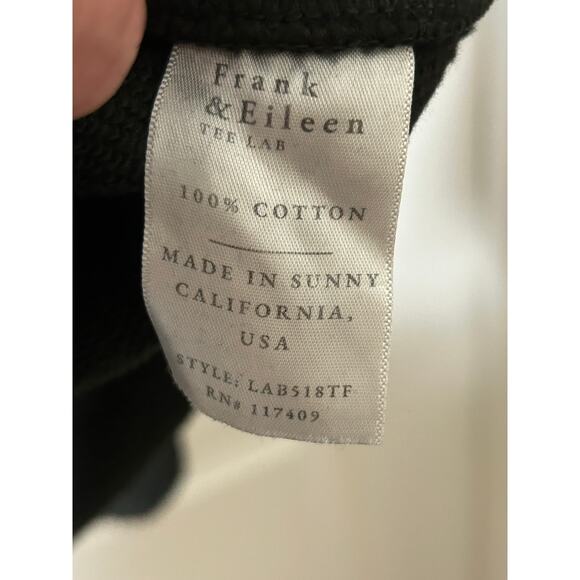 Frank
& Eileen
TEE LAB
100% COTTON
MADE IN SUNNY
CALIFORNIA,
USA
STYLE: LAB518TF
RN# 117409